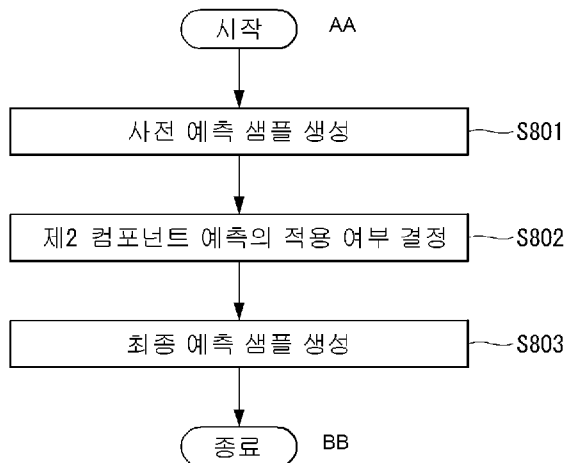 시작 AA
사전 예측 샘플 생성 S801
제2 컴포넌트 예측의 적용 여부 결정 S802
최종 예측 샘플 생성 S803
종료 BB